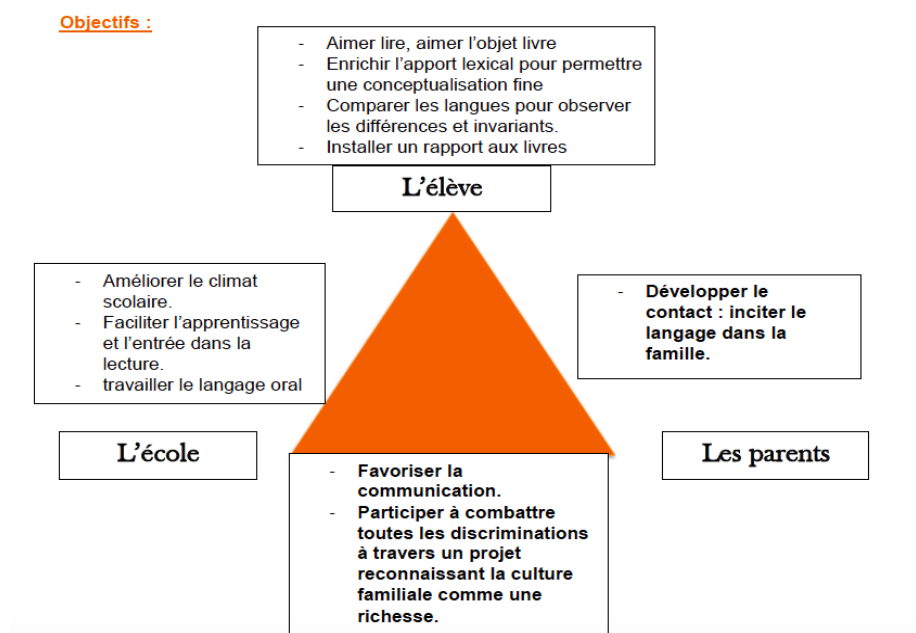 Objectifs :
- Aimer lire, aimer l'objet livre
- Enrichir l'apport lexical pour permettre
une conceptualisation fine
- Comparer les langues pour observer
les différences et invariants.
- Installer un rapport aux livres
L'élève
- Améliorer le climat
scolaire.
- Faciliter l'apprentissage
et l'entrée dans la
lecture.
- travailler le langage oral
- Développer le
contact : inciter le
langage dans la
famille.
L'école
Les parents
- Favoriser la
communication.
- Participer à combattre
toutes les discriminations
à travers un projet
reconnaissant la culture
familiale comme une
richesse.